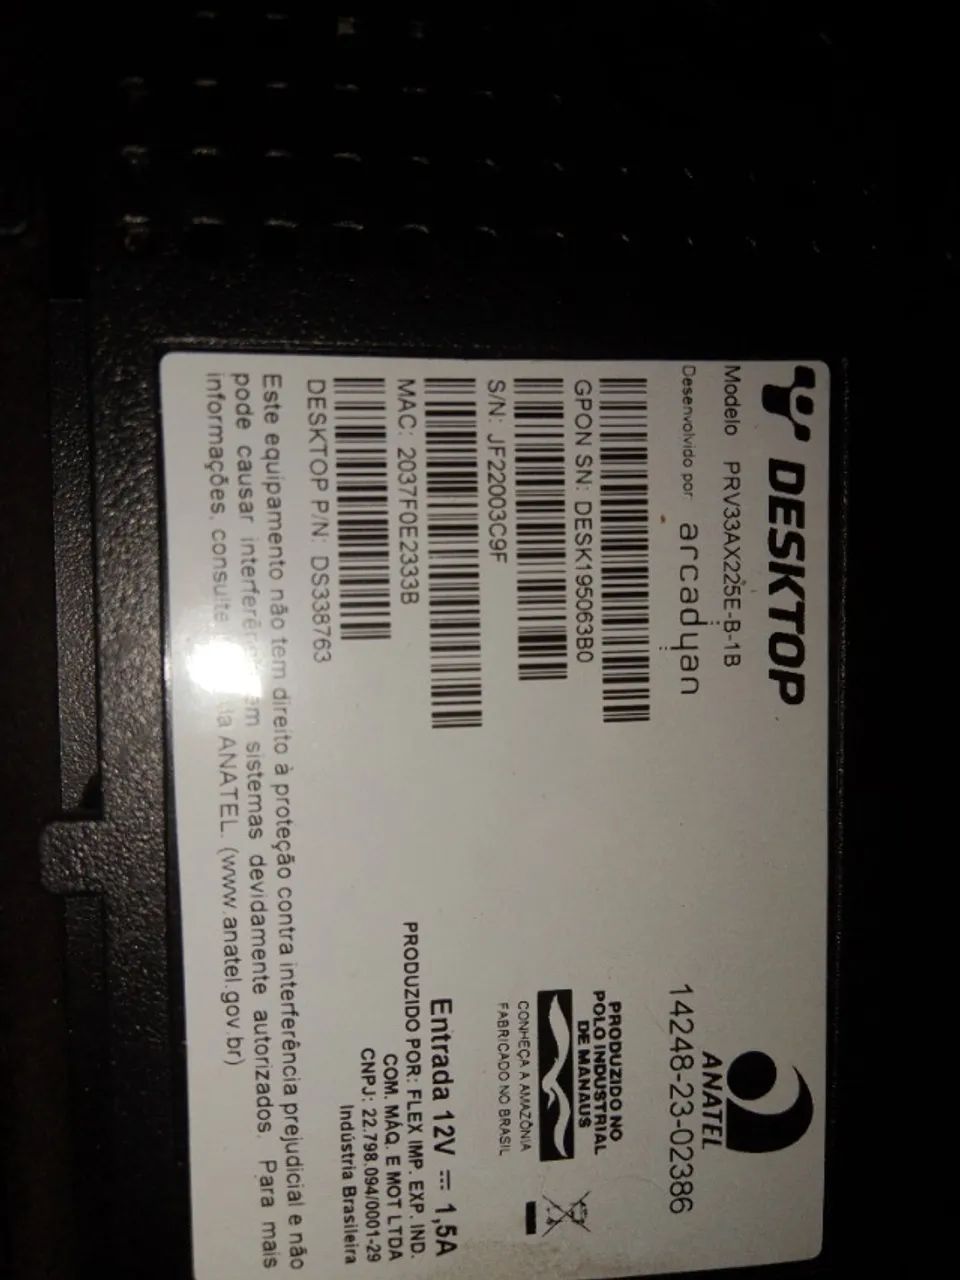 DESKTOP
Modelo PRV33AX225E-B-1B
Desenvolvido por arcadyan
GPON SN: DESK195063B0
S/N: JF22003C9F
MAC: 2037F0E2333B
DESKTOP P/N: DS338763
ANATEL
14248-23-02386
PRODUZIDO NO
POLO INDUSTRIAL
DE MANAUS
CONHEÇA A AMAZÔNIA
FABRICADO NO BRASIL
Entrada 12V ⎓ 1,5A
PRODUZIDO POR: FLEX IMP. EXP. IND.
COM. MÁQ. E MOT LTDA
CNPJ: 22.798.094/0001-29
Indústria Brasileira
Este equipamento não tem direito à proteção contra interferência prejudicial e não
pode causar interferência em sistemas devidamente autorizados. Para mais
informações, consulte ANATEL. (www.anatel.gov.br)